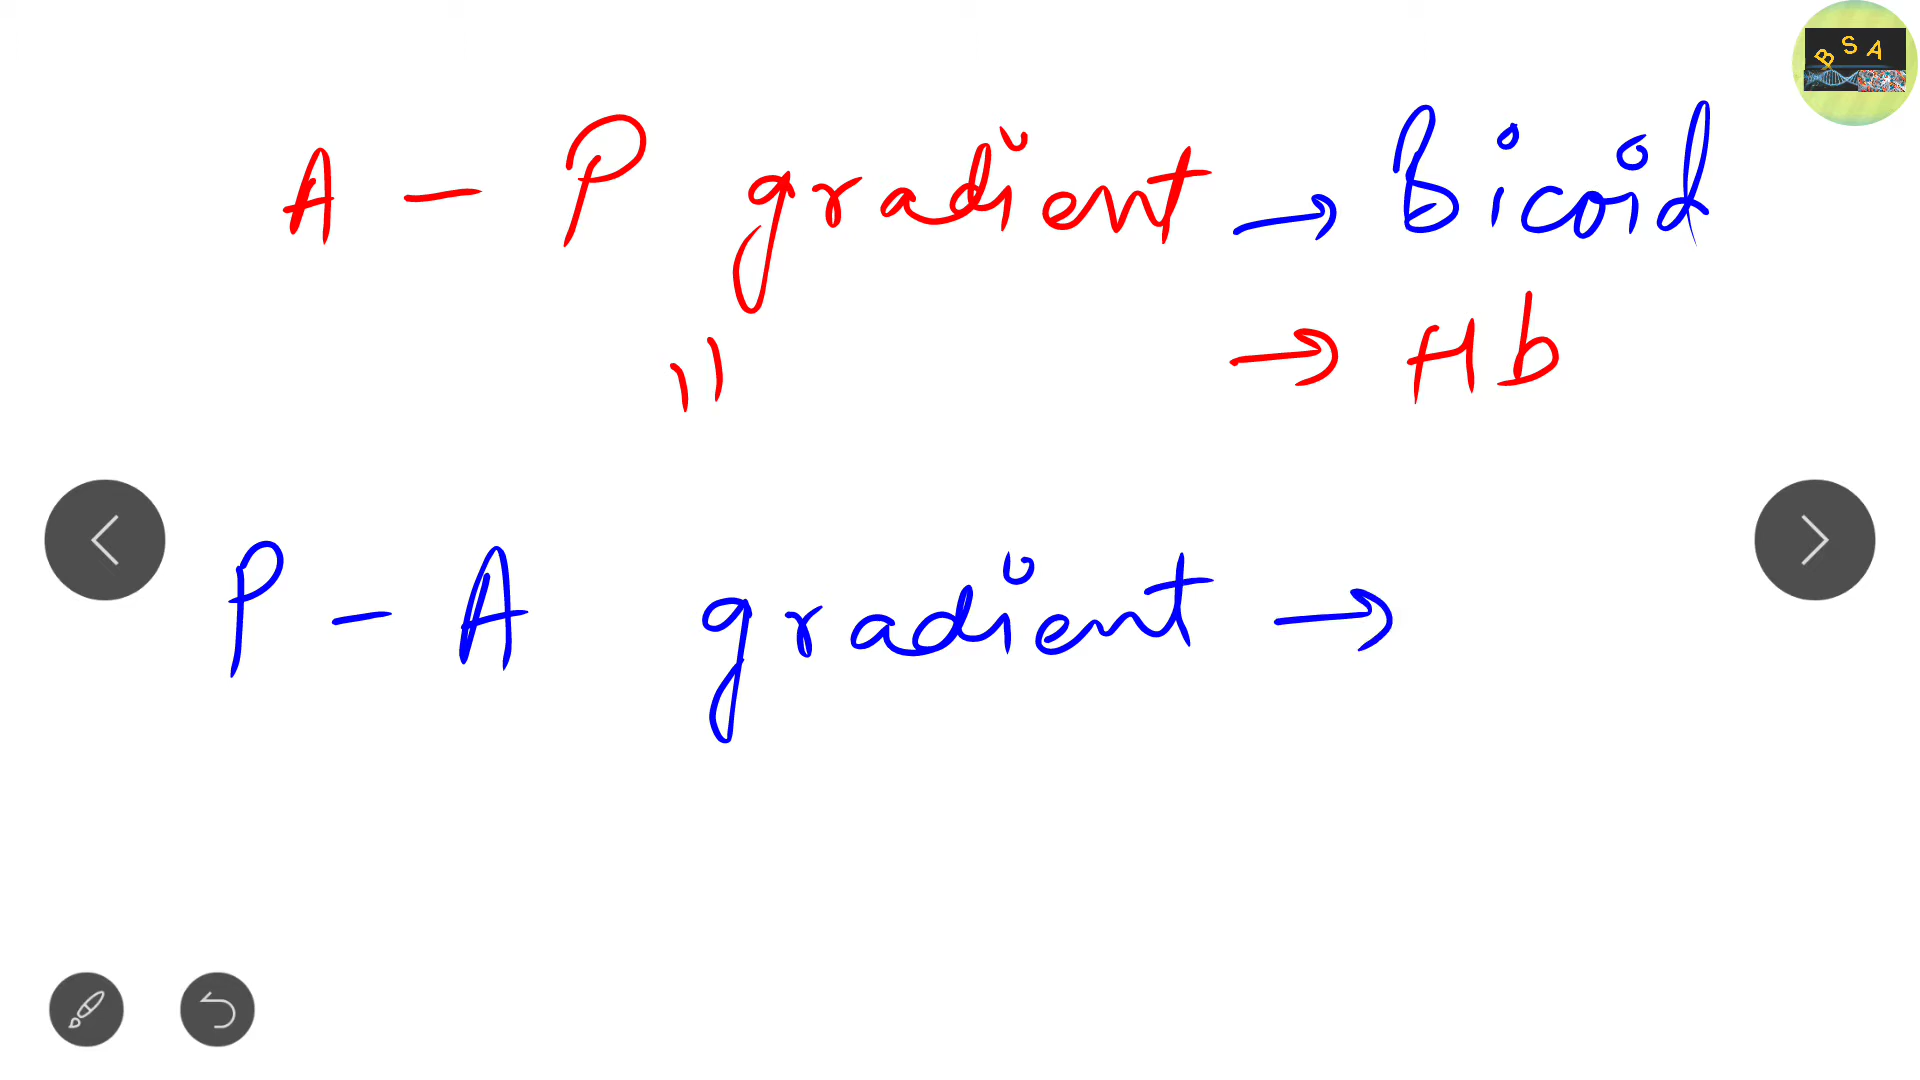 BSA
A - P gradient → Bicoid
" → Hb
P - A gradient →